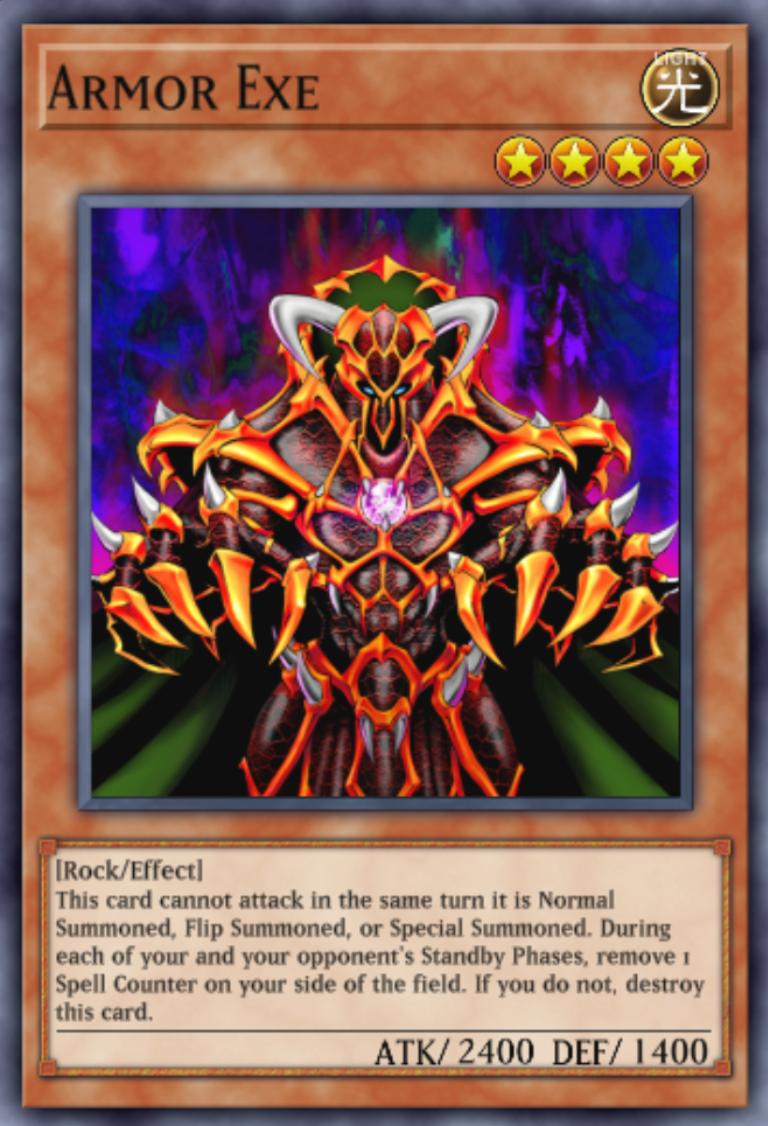 Armor Exe
LIGHT
光
[Rock/Effect]
This card cannot attack in the same turn it is Normal
Summoned, Flip Summoned, or Special Summoned. During
each of your and your opponent's Standby Phases, remove 1
Spell Counter on your side of the field. If you do not, destroy
this card.
ATK/ 2400 DEF/ 1400